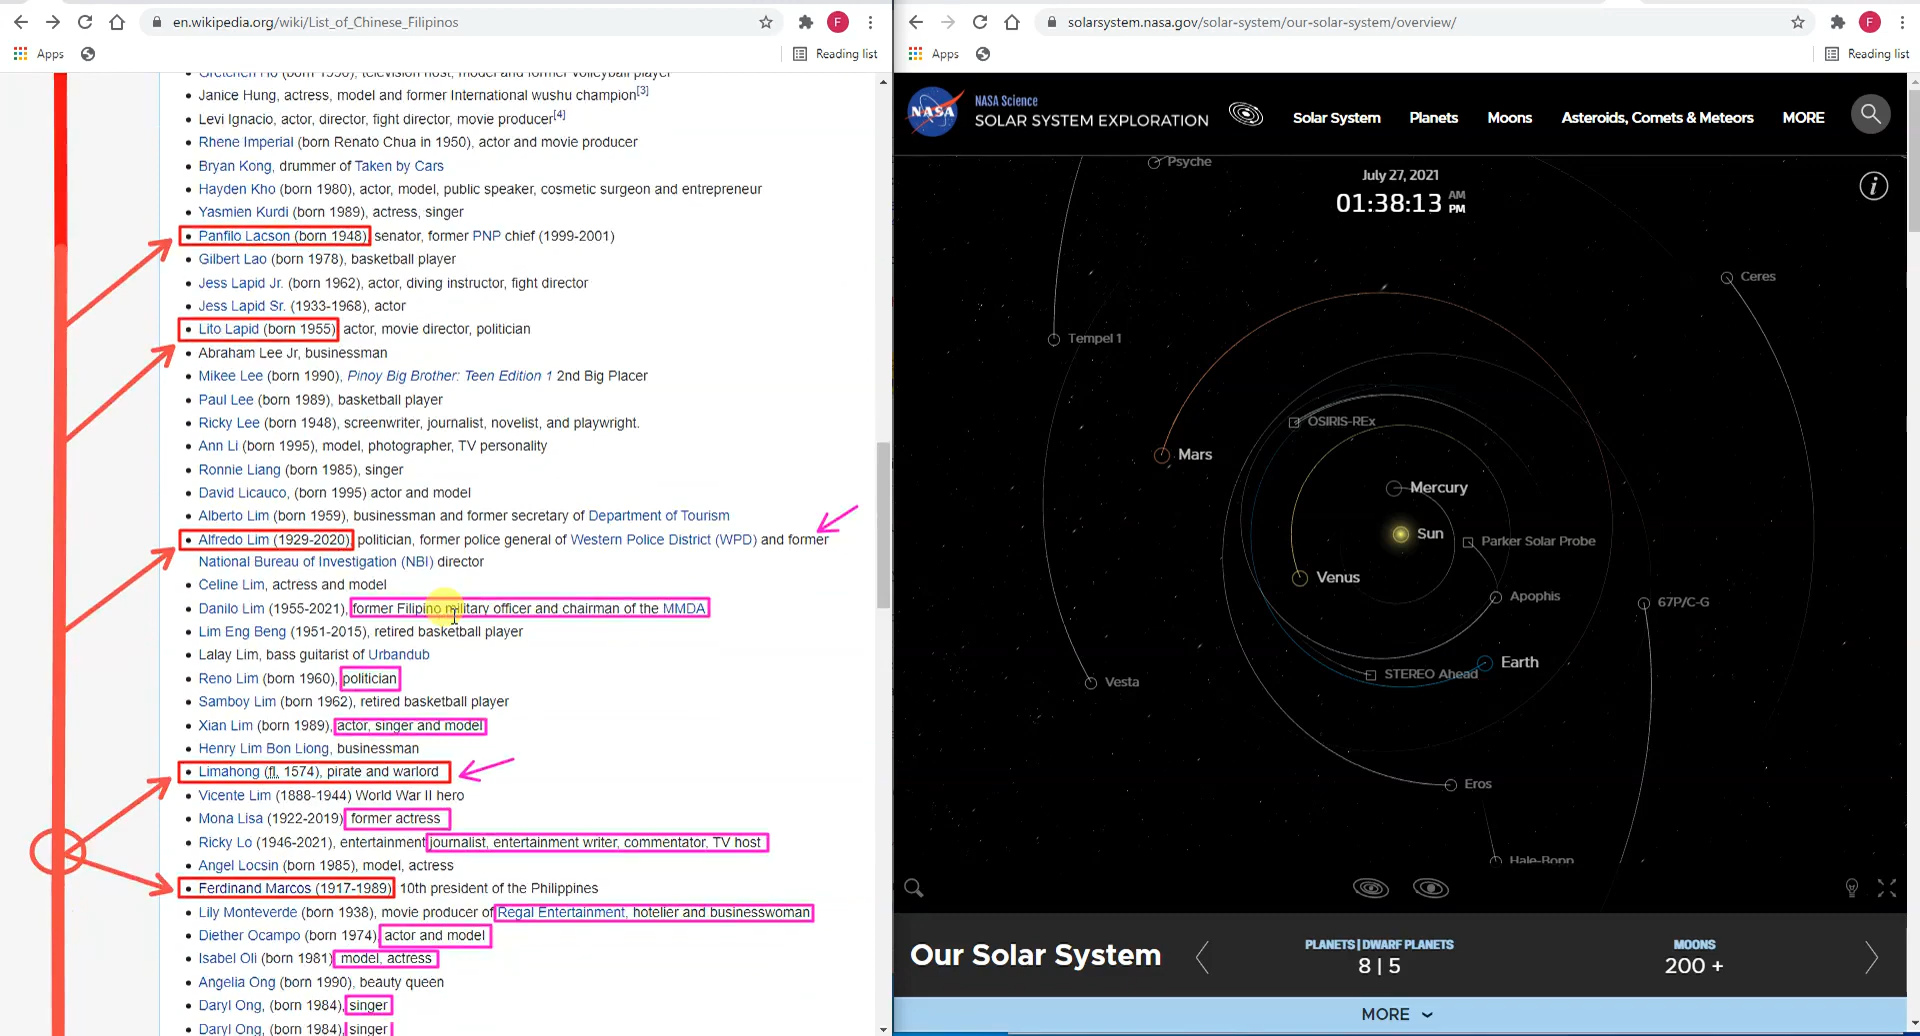 en.wikipedia.org/wiki/List_of_Chinese_Filipinos
F
Apps
Reading list
Gretchen Ho (born 1990), television host, model and former volleyball player
Janice Hung, actress, model and former International wushu champion[3]
Levi Ignacio, actor, director, fight director, movie producer[4]
Rhene Imperial (born Renato Chua in 1950), actor and movie producer
Bryan Kong, drummer of Taken by Cars
Hayden Kho (born 1980), actor, model, public speaker, cosmetic surgeon and entrepreneur
Yasmien Kurdi (born 1989), actress, singer
Panfilo Lacson (born 1948), senator, former PNP chief (1999-2001)
Gilbert Lao (born 1978), basketball player
Jess Lapid Jr. (born 1962), actor, diving instructor, fight director
Jess Lapid Sr. (1933-1968), actor
Lito Lapid (born 1955), actor, movie director, politician
Abraham Lee Jr, businessman
Mikee Lee (born 1990), Pinoy Big Brother: Teen Edition 1 2nd Big Placer
Paul Lee (born 1989), basketball player
Ricky Lee (born 1948), screenwriter, journalist, novelist, and playwright.
Ann Li (born 1995), model, photographer, TV personality
Ronnie Liang (born 1985), singer
David Licauco, (born 1995) actor and model
Alberto Lim (born 1959), businessman and former secretary of Department of Tourism
Alfredo Lim (1929-2020), politician, former police general of Western Police District (WPD) and former
National Bureau of Investigation (NBI) director
Celine Lim, actress and model
Danilo Lim (1955-2021), former Filipino military officer and chairman of the MMDA
Lim Eng Beng (1951-2015), retired basketball player
Lalay Lim, bass guitarist of Urbandub
Reno Lim (born 1960), politician
Samboy Lim (born 1962), retired basketball player
Xian Lim (born 1989), actor, singer and model
Henry Lim Bon Liong, businessman
Limahong (fl. 1574), pirate and warlord
Vicente Lim (1888-1944) World War II hero
Mona Lisa (1922-2019) former actress
Ricky Lo (1946-2021), entertainment journalist, entertainment writer, commentator, TV host
Angel Locsin (born 1985), model, actress
Ferdinand Marcos (1917-1989) 10th president of the Philippines
Lily Monteverde (born 1938), movie producer of Regal Entertainment, hotelier and businesswoman
Diether Ocampo (born 1974), actor and model
Isabel Oli (born 1981) model, actress
Angelia Ong (born 1990), beauty queen
Daryl Ong, (born 1984), singer
Daryl Ong, (born 1984), singer
solarsystem.nasa.gov/solar-system/our-solar-system/overview/
F
Apps
Reading list
NASA
NASA Science
SOLAR SYSTEM EXPLORATION
Solar System
Planets
Moons
Asteroids, Comets & Meteors
MORE
Psyche
July 27, 2021
01:38:13 AM
PM
i
Ceres
Tempel 1
OSIRIS-REx
Mars
Mercury
Sun
Parker Solar Probe
Venus
Apophis
67P/C-G
Earth
STEREO Ahead
Vesta
Eros
Hale-Bopp
Our Solar System
PLANETS | DWARF PLANETS
8 | 5
MOONS
200 +
MORE